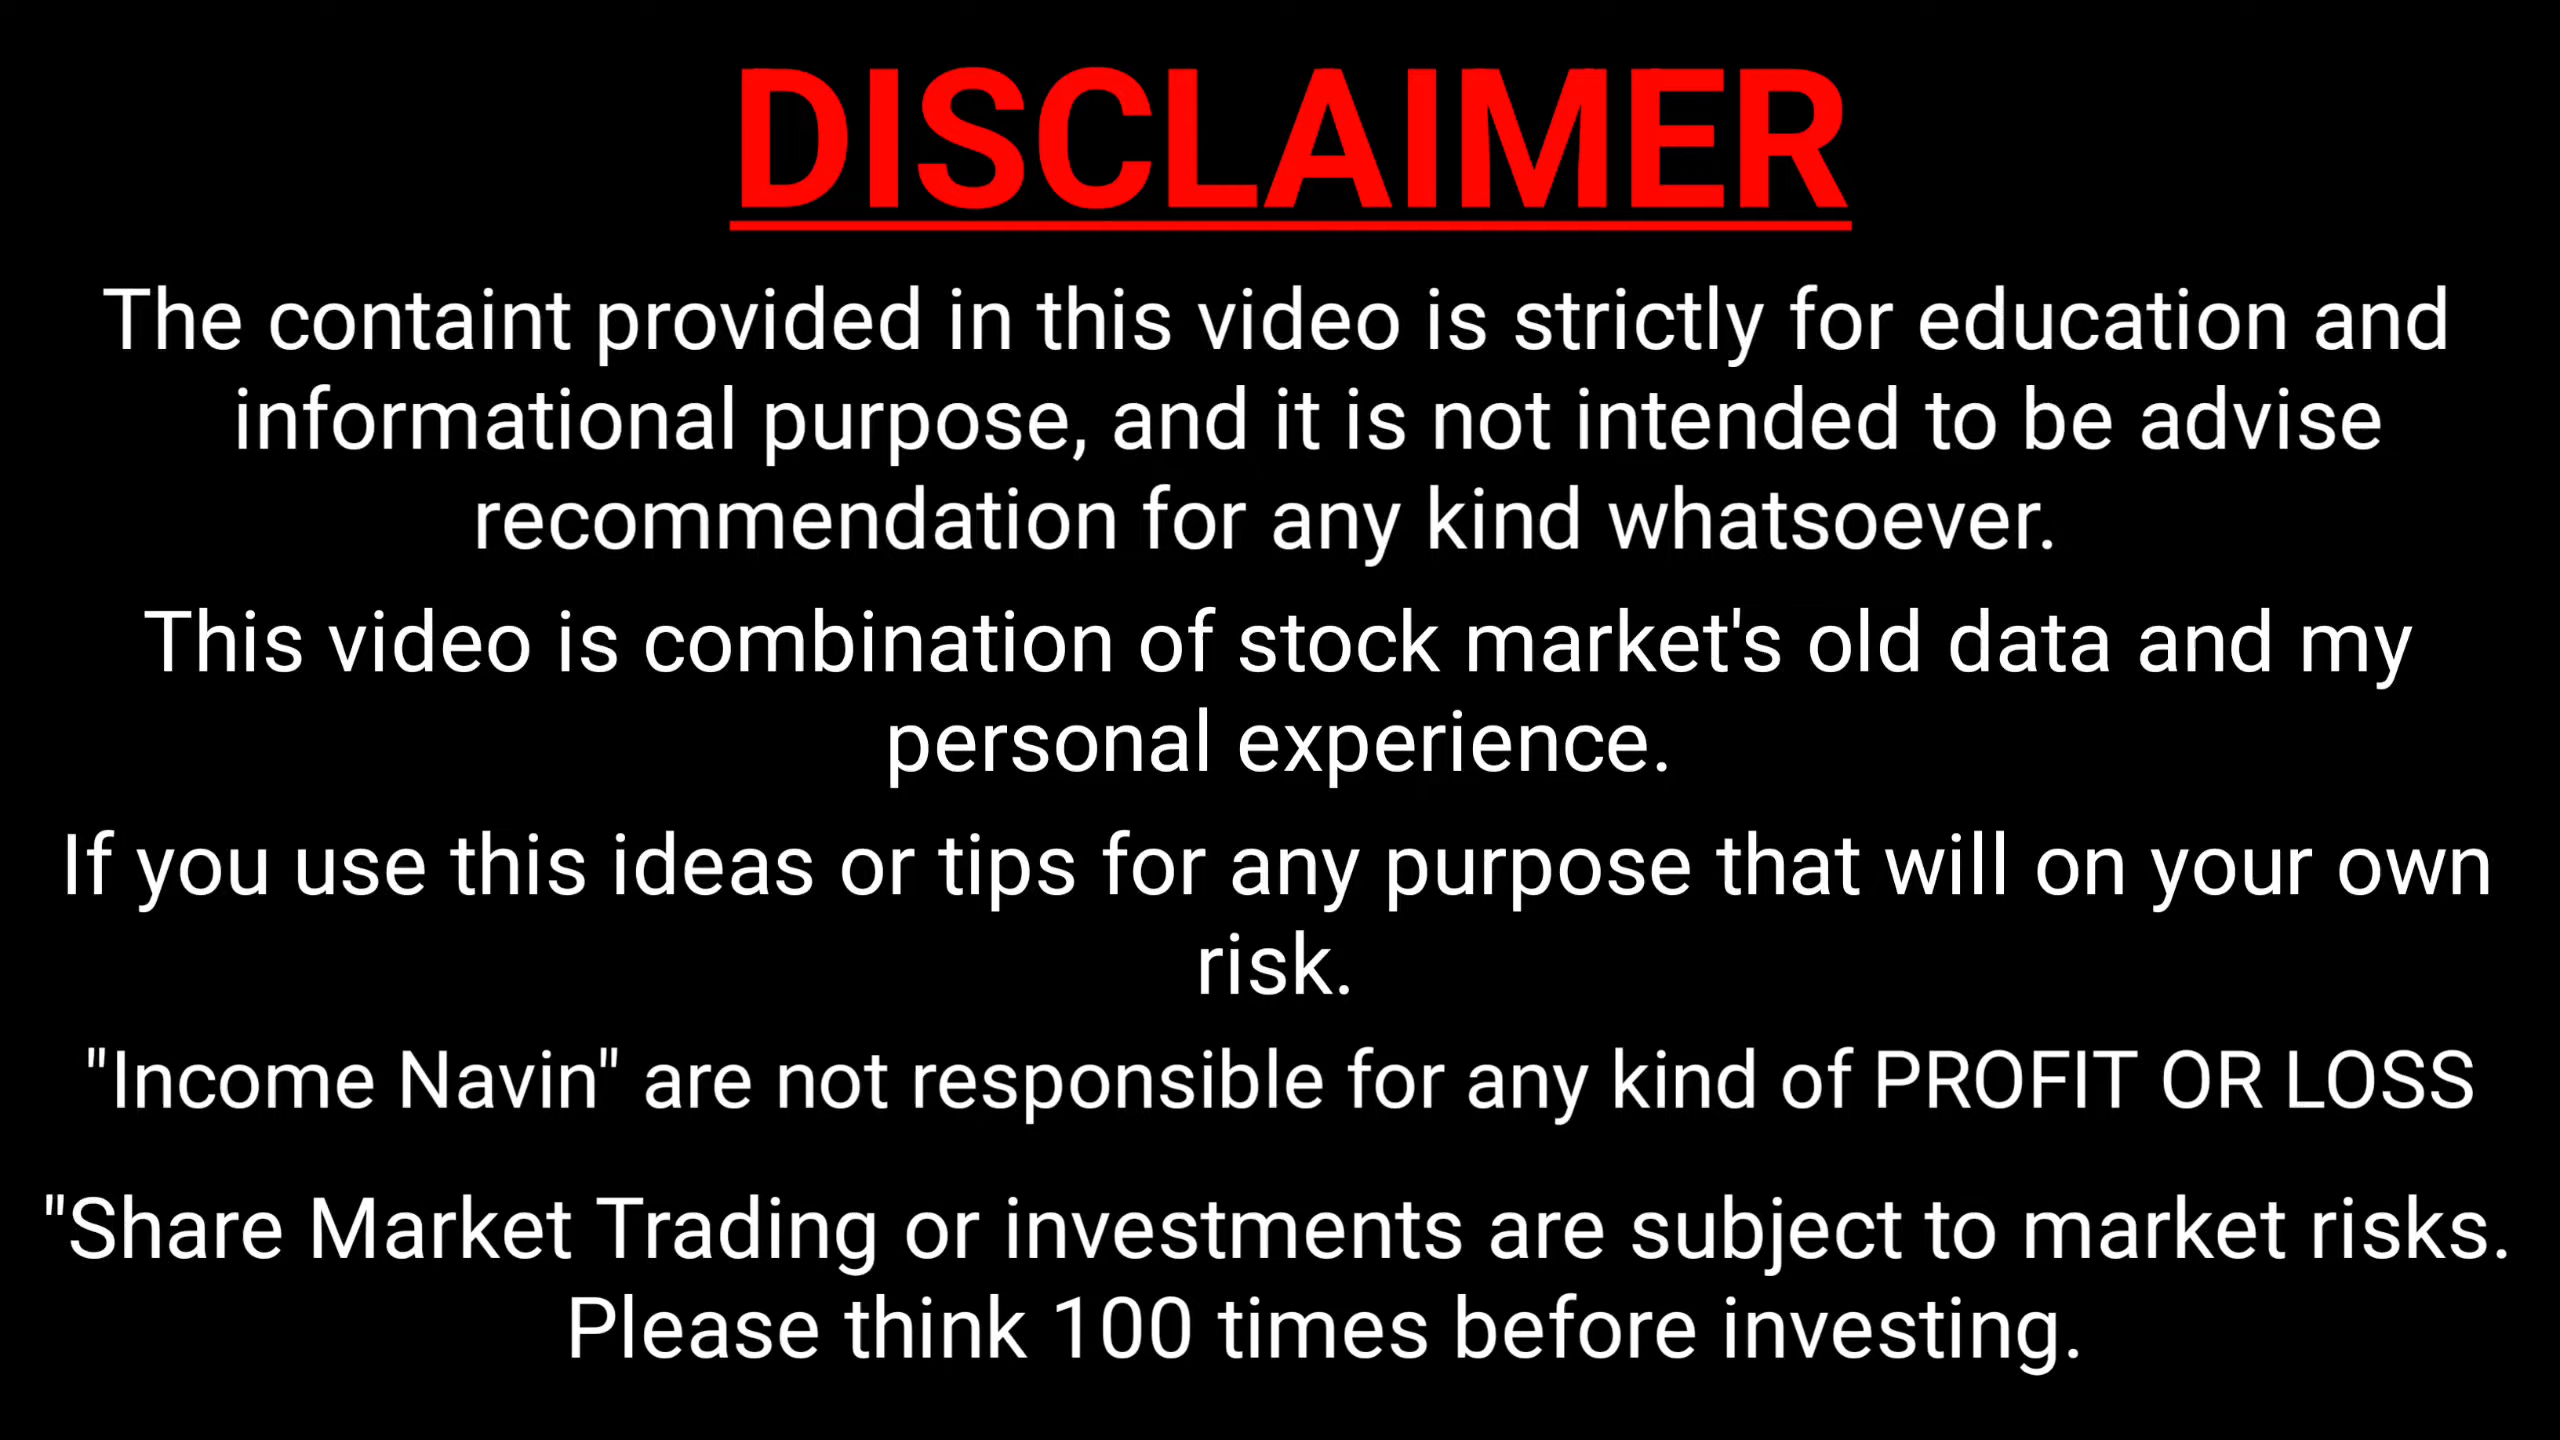 DISCLAIMER
The containt provided in this video is strictly for education and
informational purpose, and it is not intended to be advise
recommendation for any kind whatsoever.
This video is combination of stock market's old data and my
personal experience.
If you use this ideas or tips for any purpose that will on your own
risk.
"Income Navin" are not responsible for any kind of PROFIT OR LOSS
"Share Market Trading or investments are subject to market risks.
Please think 100 times before investing.